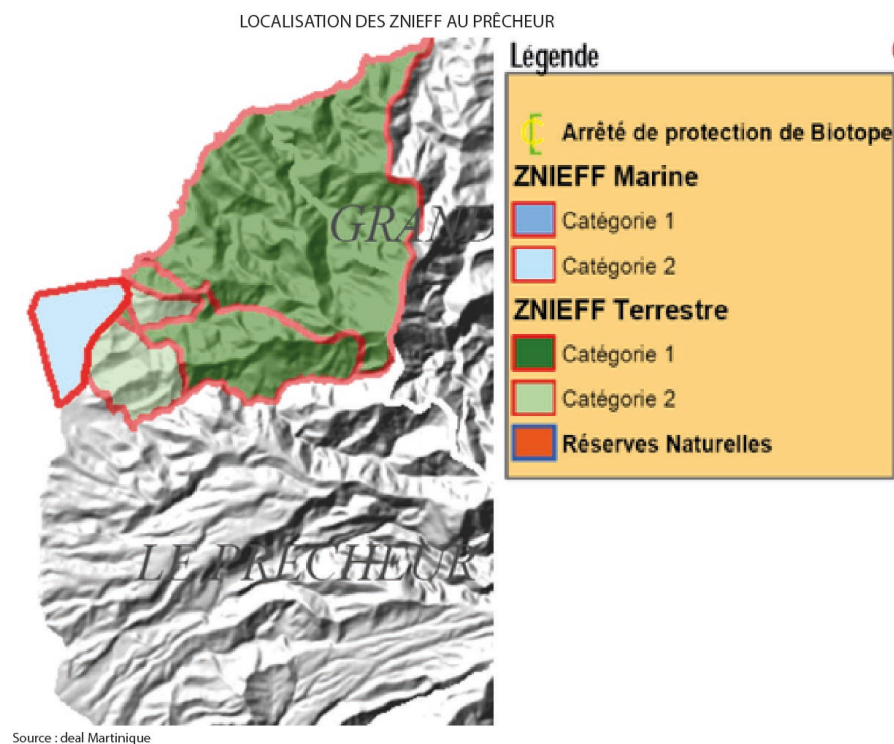 LOCALISATION DES ZNIEFF AU PRÊCHEUR
Légende
Arrêté de protection de Biotope
ZNIEFF Marine
Catégorie 1
Catégorie 2
ZNIEFF Terrestre
Catégorie 1
Catégorie 2
Réserves Naturelles
GRAND
LE PRÊCHEUR
Source : deal Martinique